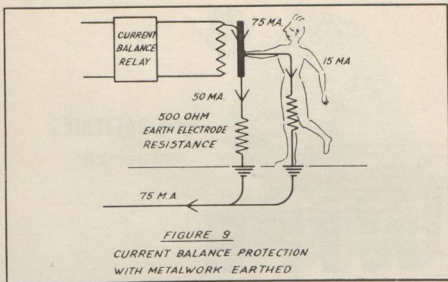 CURRENT
BALANCE
RELAY
75 MA.
15 MA
50 MA.
500 OHM
EARTH ELECTRODE
RESISTANCE
75 M.A
FIGURE 9
CURRENT BALANCE PROTECTION
WITH METALWORK EARTHED